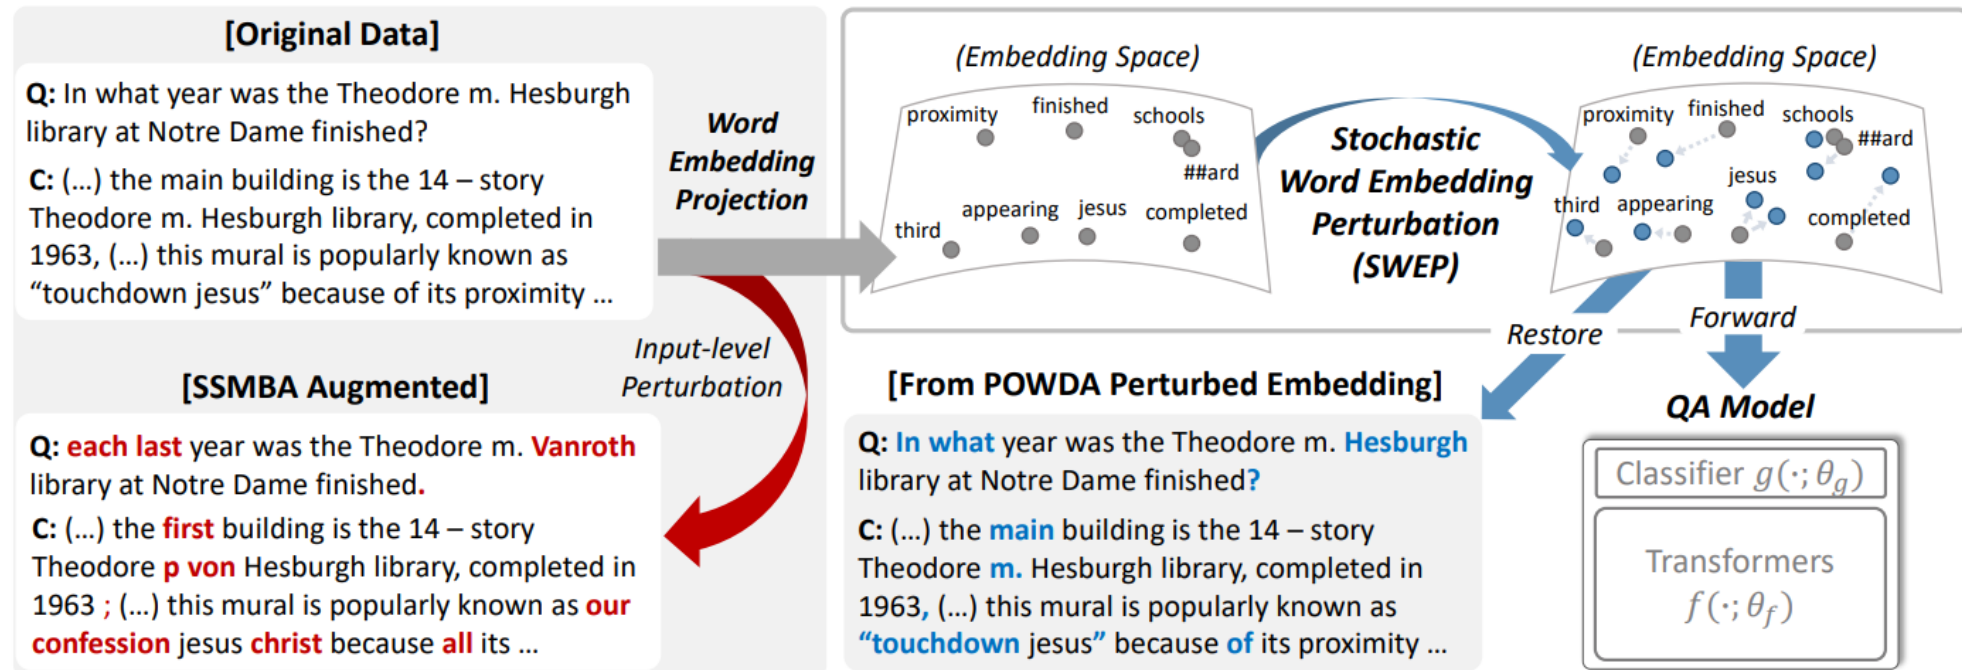 [Original Data]
Q: In what year was the Theodore m. Hesburgh
library at Notre Dame finished?
C: (...) the main building is the 14 – story
Theodore m. Hesburgh library, completed in
1963, (...) this mural is popularly known as
“touchdown jesus” because of its proximity ...
Word
Embedding
Projection
Input-level
Perturbation
[SSMBA Augmented]
Q: each last year was the Theodore m. Vanroth
library at Notre Dame finished.
C: (...) the first building is the 14 – story
Theodore p von Hesburgh library, completed in
1963 ; (...) this mural is popularly known as our
confession jesus christ because all its ...
(Embedding Space)
proximity
finished
schools
##ard
third
appearing
jesus
completed
Stochastic
Word Embedding
Perturbation
(SWEP)
(Embedding Space)
proximity
finished
schools
##ard
jesus
third
appearing
completed
Restore
Forward
[From POWDA Perturbed Embedding]
Q: In what year was the Theodore m. Hesburgh
library at Notre Dame finished?
C: (...) the main building is the 14 – story
Theodore m. Hesburgh library, completed in
1963, (...) this mural is popularly known as
“touchdown jesus” because of its proximity ...
QA Model
Classifier g(·; θg)
Transformers
f(·; θf)